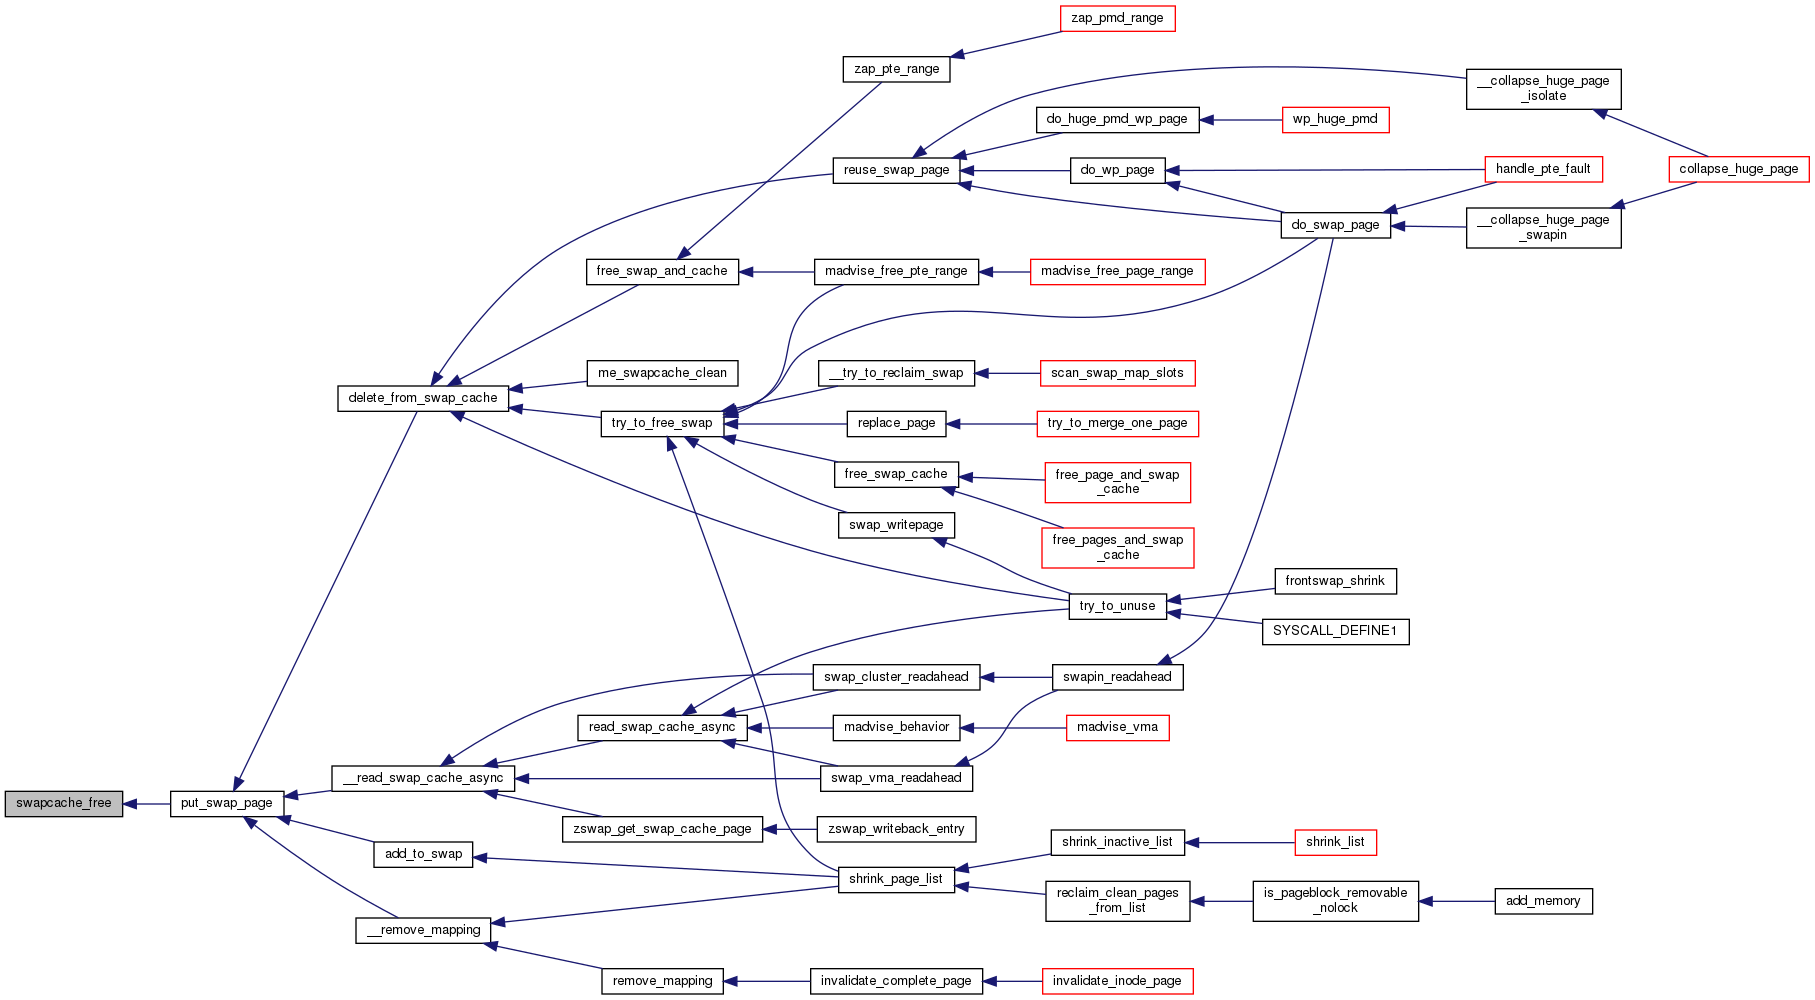 zap_pmd_range
zap_pte_range
__collapse_huge_page
_isolate
do_huge_pmd_wp_page
wp_huge_pmd
reuse_swap_page
do_wp_page
handle_pte_fault
collapse_huge_page
do_swap_page
__collapse_huge_page
_swapin
free_swap_and_cache
madvise_free_pte_range
madvise_free_page_range
me_swapcache_clean
__try_to_reclaim_swap
scan_swap_map_slots
delete_from_swap_cache
try_to_free_swap
replace_page
try_to_merge_one_page
free_swap_cache
free_page_and_swap
_cache
swap_writepage
free_pages_and_swap
_cache
frontswap_shrink
try_to_unuse
SYSCALL_DEFINE1
swap_cluster_readahead
swapin_readahead
read_swap_cache_async
madvise_behavior
madvise_vma
__read_swap_cache_async
swap_vma_readahead
swapcache_free
put_swap_page
zswap_get_swap_cache_page
zswap_writeback_entry
add_to_swap
shrink_inactive_list
shrink_list
shrink_page_list
reclaim_clean_pages
_from_list
is_pageblock_removable
_nolock
add_memory
__remove_mapping
remove_mapping
invalidate_complete_page
invalidate_inode_page